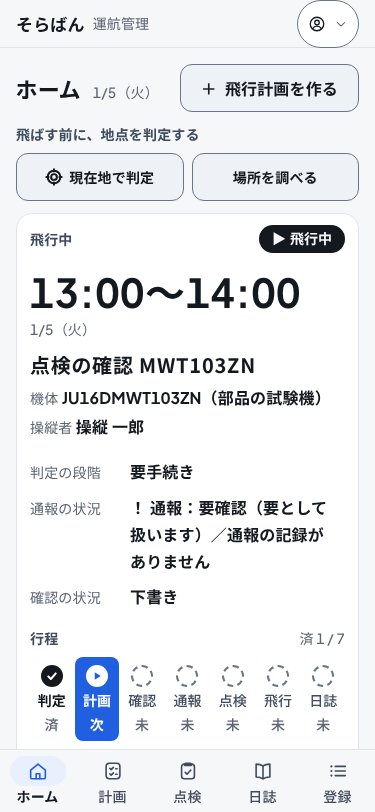 そらばん 運航管理
ホーム 1/5（火） ＋ 飛行計画を作る
飛ばす前に、地点を判定する
現在地で判定 場所を調べる
飛行中 ▶ 飛行中
13:00〜14:00
1/5（火）
点検の確認 MWT103ZN
機体 JU16DMWT103ZN（部品の試験機）
操縦者 操縦 一郎
判定の段階 要手続き
通報の状況 ！ 通報：要確認（要として
扱います）／通報の記録が
ありません
確認の状況 下書き
行程 済 1 / 7
判定 計画 確認 通報 点検 飛行 日誌
済 次 未 未 未 未 未
ホーム 計画 点検 日誌 登録